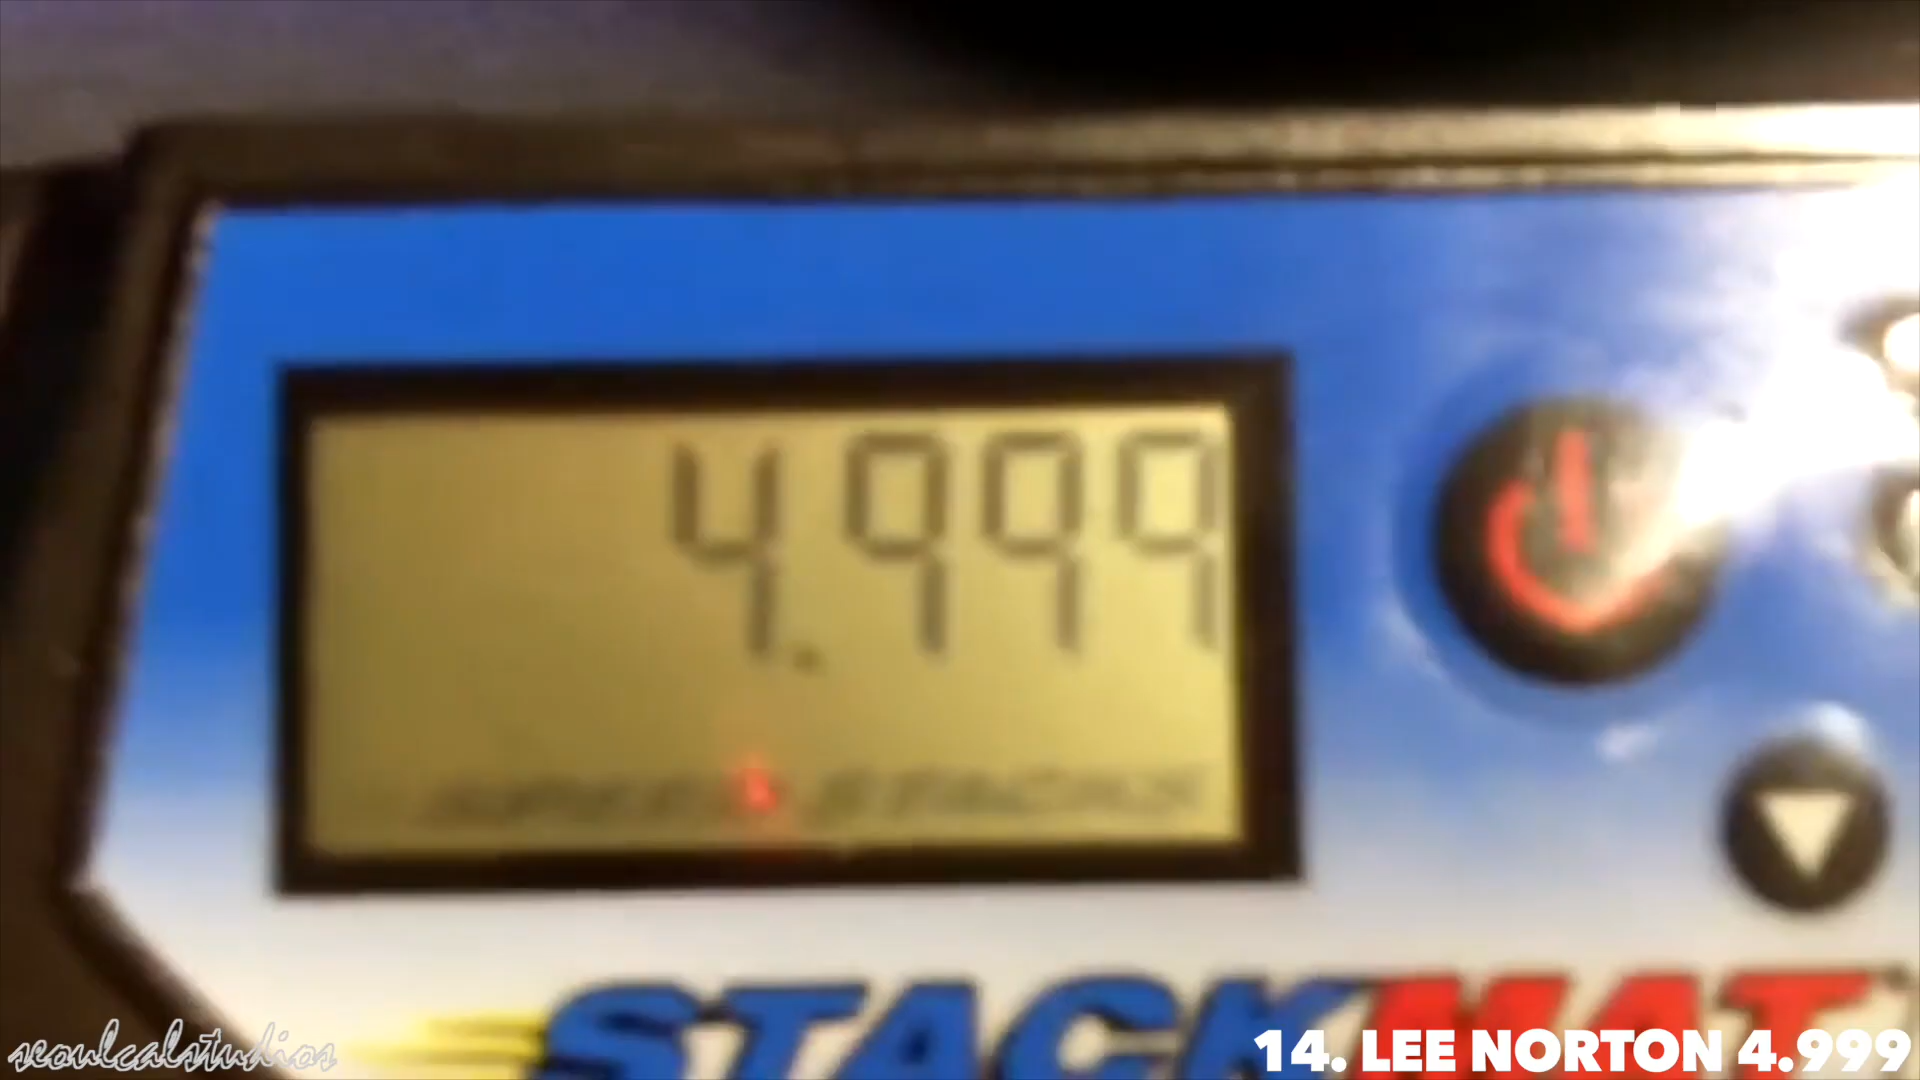 4.999
SPEED STACKS
STACKMAT
seoulcalstudios
14. LEE NORTON 4.999